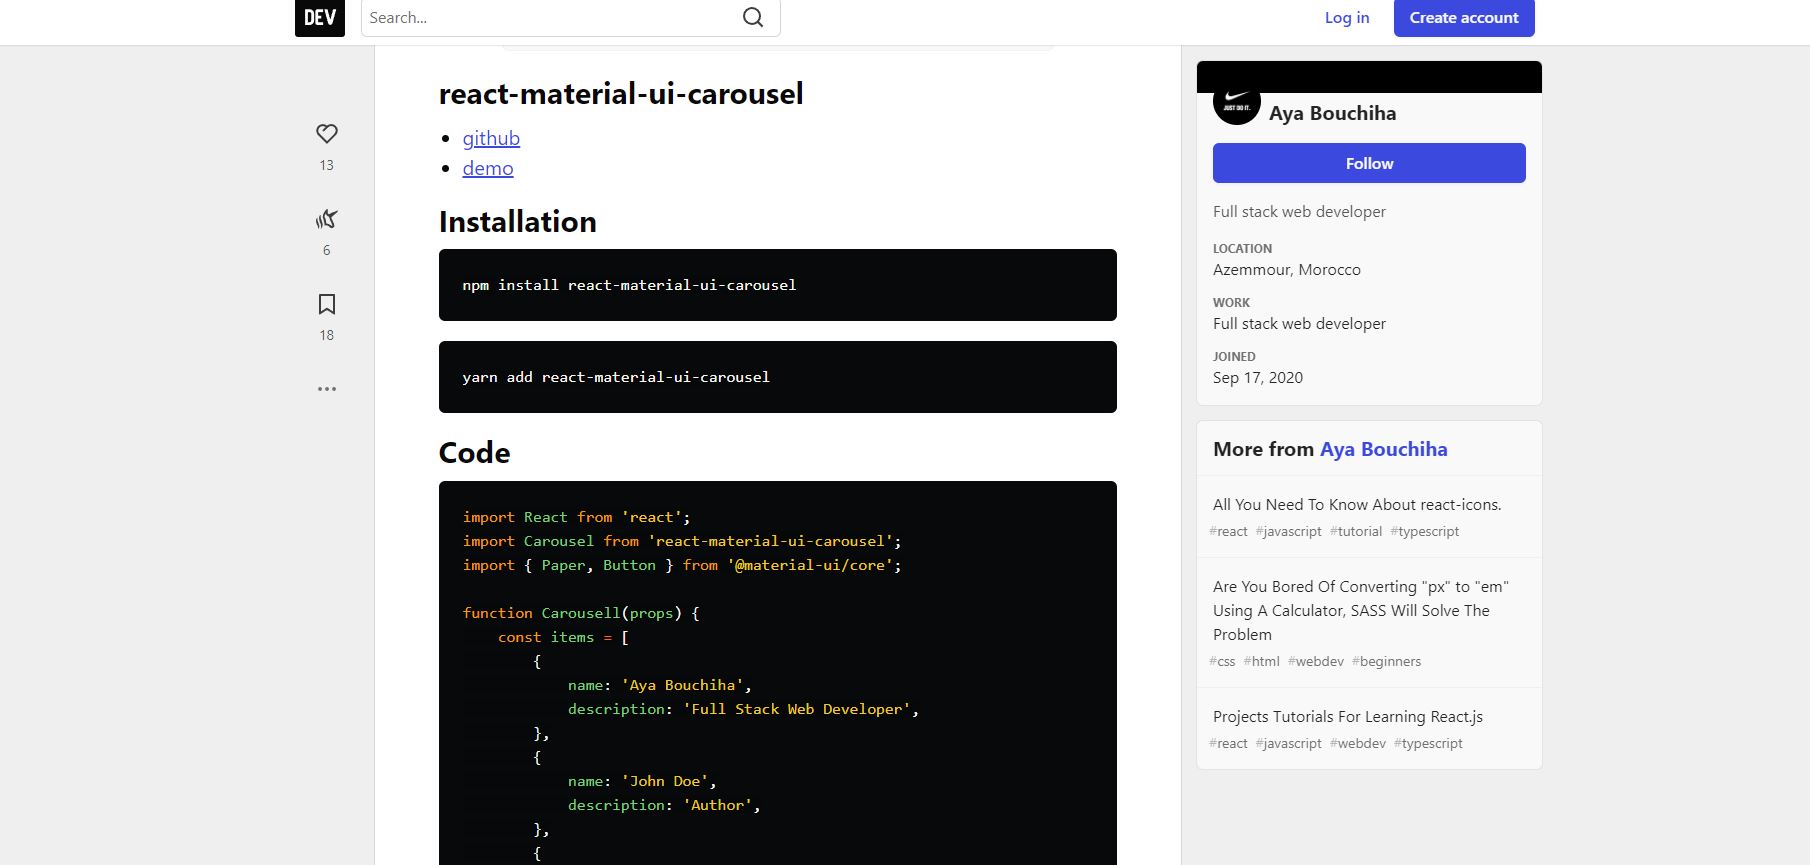 DEV
Search...
Log in
Create account
13
6
18
react-material-ui-carousel
github
demo
Installation
npm install react-material-ui-carousel
yarn add react-material-ui-carousel
Code
import React from 'react';
import Carousel from 'react-material-ui-carousel';
import { Paper, Button } from '@material-ui/core';
function Carousell(props) {
const items = [
{
name: 'Aya Bouchiha',
description: 'Full Stack Web Developer',
},
{
name: 'John Doe',
description: 'Author',
},
{
JUST DO IT.
Aya Bouchiha
Follow
Full stack web developer
LOCATION
Azemmour, Morocco
WORK
Full stack web developer
JOINED
Sep 17, 2020
More from Aya Bouchiha
All You Need To Know About react-icons.
#react #javascript #tutorial #typescript
Are You Bored Of Converting "px" to "em"
Using A Calculator, SASS Will Solve The
Problem
#css #html #webdev #beginners
Projects Tutorials For Learning React.js
#react #javascript #webdev #typescript